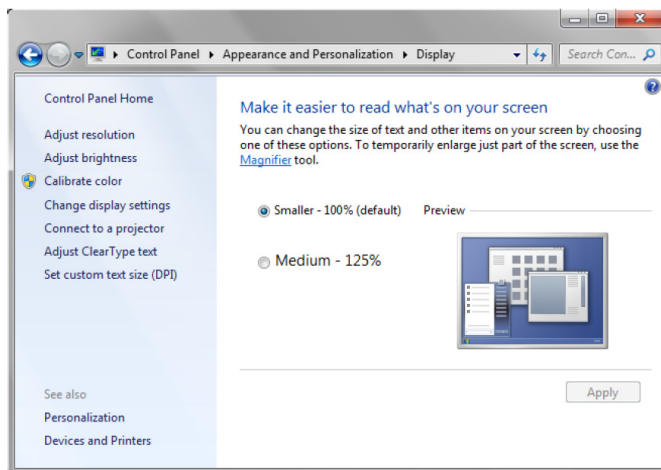 Control Panel Appearance and Personalization Display Search Con...
Control Panel Home
Adjust resolution
Adjust brightness
Calibrate color
Change display settings
Connect to a projector
Adjust ClearType text
Set custom text size (DPI)
See also
Personalization
Devices and Printers
Make it easier to read what's on your screen
You can change the size of text and other items on your screen by choosing
one of these options. To temporarily enlarge just part of the screen, use the
Magnifier tool.
Smaller - 100% (default) Preview
Medium - 125%
Apply